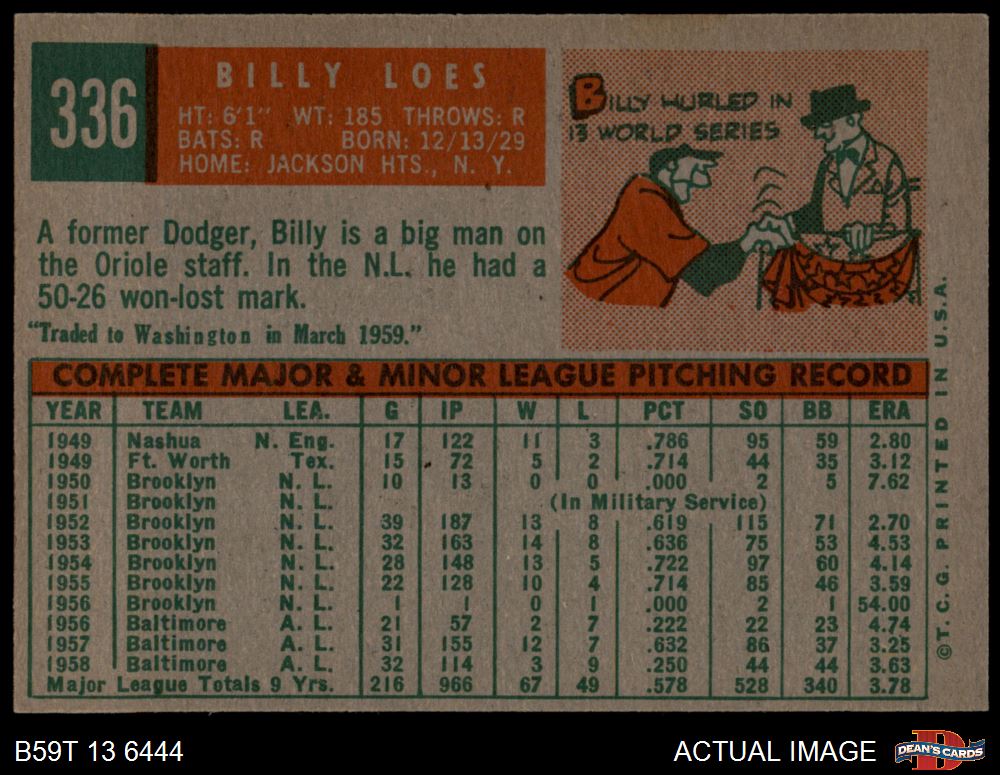 336
BILLY LOES
HT: 6'1" WT: 185 THROWS: R
BATS: R BORN: 12/13/29
HOME: JACKSON HTS., N. Y.
BILLY HURLED IN
13 WORLD SERIES
A former Dodger, Billy is a big man on
the Oriole staff. In the N.L. he had a
50-26 won-lost mark.
"Traded to Washington in March 1959."
COMPLETE MAJOR & MINOR LEAGUE PITCHING RECORD
YEAR TEAM LEA. G IP W L PCT SO BB ERA
1949 Nashua N. Eng. 17 122 11 3 .786 95 59 2.80
1949 Ft. Worth Tex. 15 72 5 2 .714 44 35 3.12
1950 Brooklyn N. L. 10 13 0 0 .000 2 5 7.62
1951 Brooklyn N. L. (In Military Service)
1952 Brooklyn N. L. 39 187 13 8 .619 115 71 2.70
1953 Brooklyn N. L. 32 163 14 8 .636 75 53 4.53
1954 Brooklyn N. L. 28 148 13 5 .722 97 60 4.14
1955 Brooklyn N. L. 22 128 10 4 .714 85 46 3.59
1956 Brooklyn N. L. 1 1 0 1 .000 2 1 54.00
1956 Baltimore A. L. 21 57 2 7 .222 22 23 4.74
1957 Baltimore A. L. 31 155 12 7 .632 86 37 3.25
1958 Baltimore A. L. 32 114 3 9 .250 44 44 3.63
Major League Totals 9 Yrs. 216 966 67 49 .578 528 340 3.78
©T. C. G. PRINTED IN U.S.A.
B59T 13 6444
ACTUAL IMAGE
D
DEAN'S CARDS